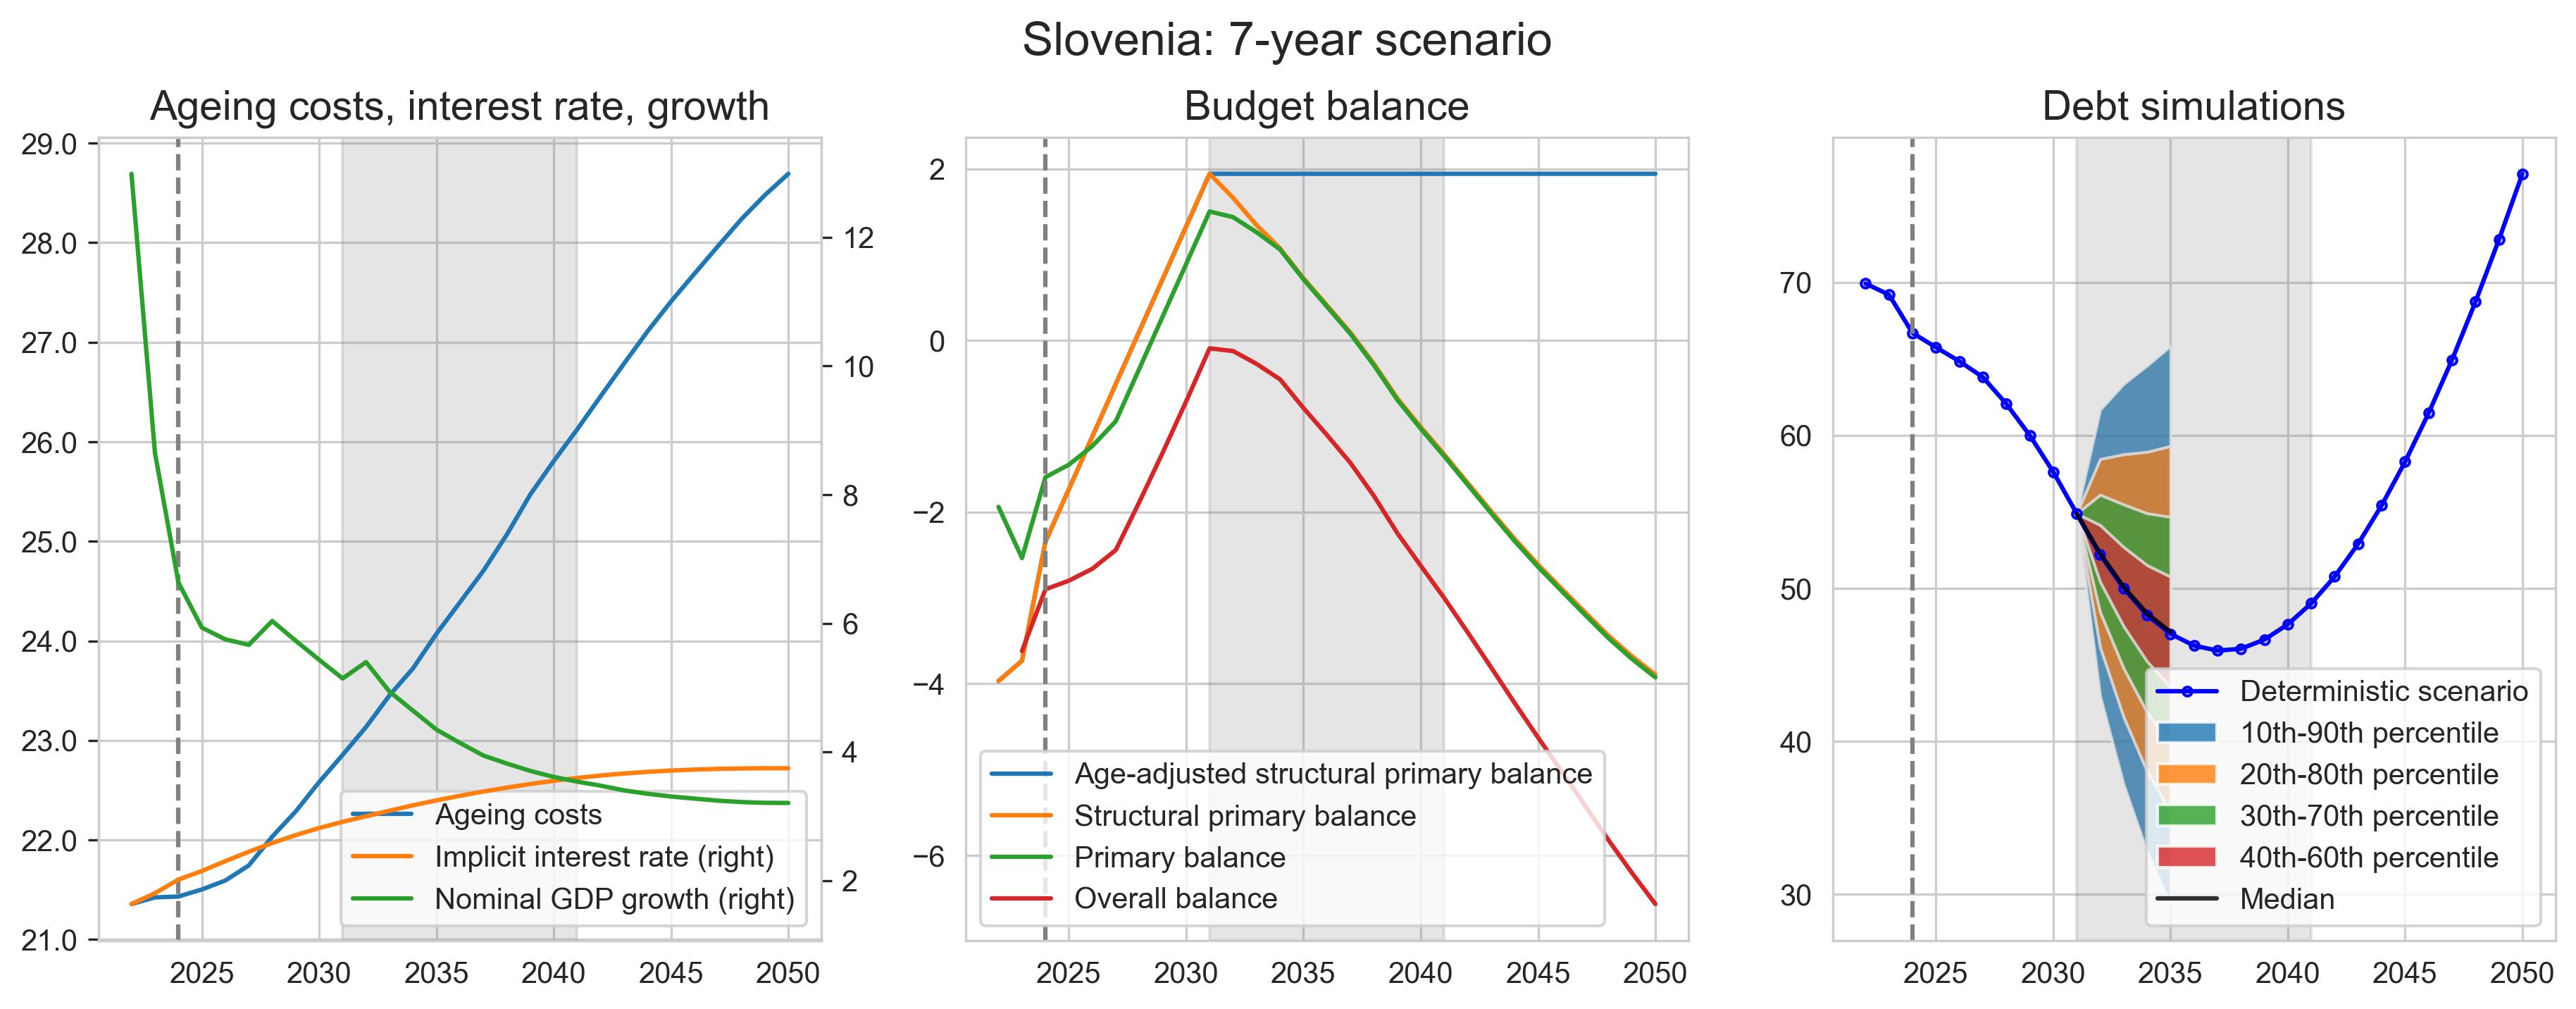 Slovenia: 7-year scenario
Ageing costs, interest rate, growth
29.0
28.0
27.0
26.0
25.0
24.0
23.0
22.0
21.0
12
10
8
6
4
2
2025 2030 2035 2040 2045 2050
Ageing costs
Implicit interest rate (right)
Nominal GDP growth (right)
Budget balance
2
0
−2
−4
−6
2025 2030 2035 2040 2045 2050
Age-adjusted structural primary balance
Structural primary balance
Primary balance
Overall balance
Debt simulations
70
60
50
40
30
2025 2030 2035 2040 2045 2050
Deterministic scenario
10th-90th percentile
20th-80th percentile
30th-70th percentile
40th-60th percentile
Median